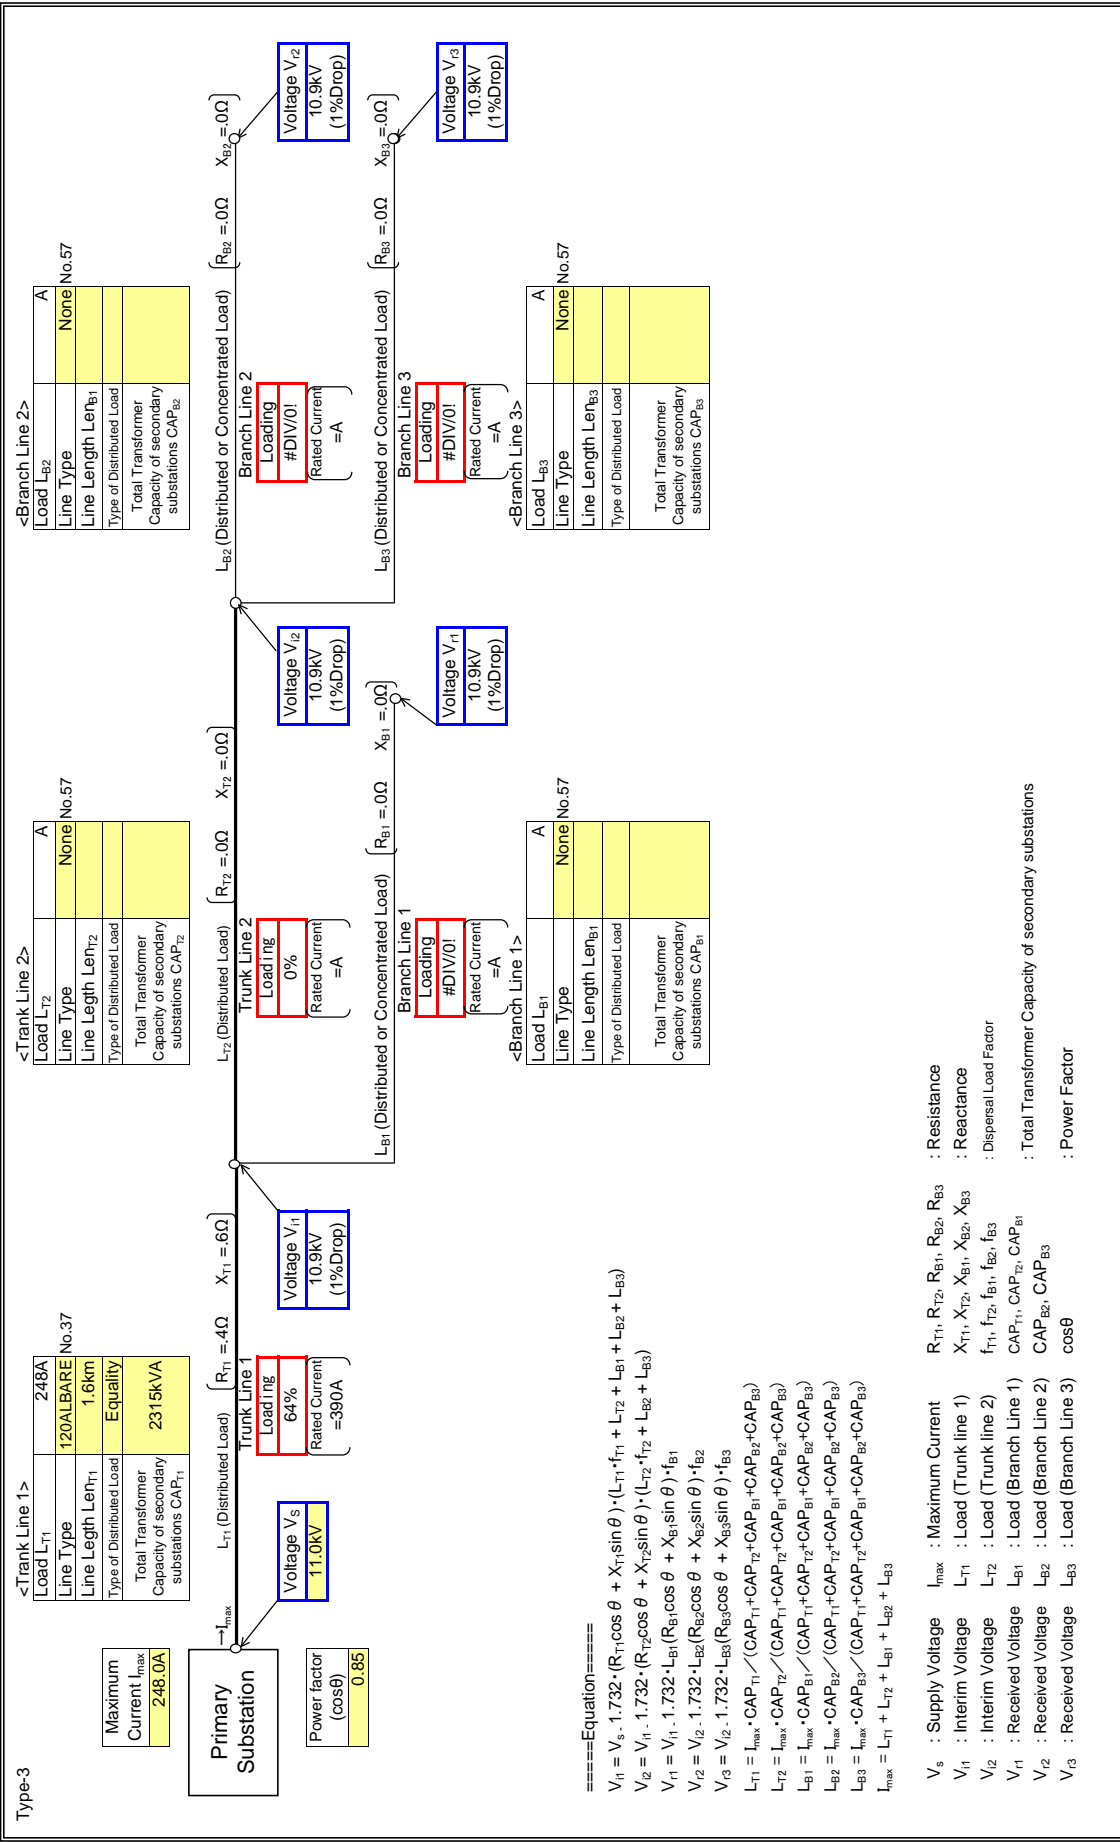 Type-3
<Trank Line 1>
Load LT1 248A
Line Type 120ALBARE No.37
Line Legth LenT1 1.6km
Type of Distributed Load Equality
Total Transformer
Capacity of secondary
substations CAPT1 2315kVA
<Trank Line 2>
Load LT2 A
Line Type None No.57
Line Legth LenT2
Type of Distributed Load
Total Transformer
Capacity of secondary
substations CAPT2
<Branch Line 2>
Load LB2 A
Line Type None No.57
Line Length LenB1
Type of Distributed Load
Total Transformer
Capacity of secondary
substations CAPB2
Maximum
Current Imax
248.0A
Primary
Substation
Power factor
(cosθ)
0.85
→Imax
Voltage Vs
11.0kV
LT1 (Distributed Load) RT1 =.4Ω XT1 =.6Ω
Trunk Line 1
Loading
64%
Rated Current
=390A
Voltage Vi1
10.9kV
(1%Drop)
LT2 (Distributed Load) RT2 =.0Ω XT2 =.0Ω
Trunk Line 2
Loading
0%
Rated Current
=A
Voltage Vi2
10.9kV
(1%Drop)
LB2 (Distributed or Concentrated Load) RB2 =.0Ω XB2 =.0Ω
Branch Line 2
Loading
#DIV/0!
Rated Current
=A
Voltage Vr2
10.9kV
(1%Drop)
LB1 (Distributed or Concentrated Load) RB1 =.0Ω XB1 =.0Ω
Branch Line 1
Loading
#DIV/0!
Rated Current
=A
Voltage Vr1
10.9kV
(1%Drop)
LB3 (Distributed or Concentrated Load) RB3 =.0Ω XB3 =.0Ω
Branch Line 3
Loading
#DIV/0!
Rated Current
=A
Voltage Vr3
10.9kV
(1%Drop)
<Branch Line 1>
Load LB1 A
Line Type None No.57
Line Length LenB1
Type of Distributed Load
Total Transformer
Capacity of secondary
substations CAPB1
<Branch Line 3>
Load LB3 A
Line Type None No.57
Line Length LenB3
Type of Distributed Load
Total Transformer
Capacity of secondary
substations CAPB3
=====Equation=====
Vi1 = Vs - 1.732・(RT1cos θ + XT1sin θ)・(LT1・fT1 + LT2 + LB1 + LB2 + LB3)
Vi2 = Vi1 - 1.732・(RT2cos θ + XT2sin θ)・(LT2・fT2 + LB2 + LB3)
Vr1 = Vi1 - 1.732・LB1(RB1cos θ + XB1sin θ)・fB1
Vr2 = Vi2 - 1.732・LB2(RB2cos θ + XB2sin θ)・fB2
Vr3 = Vi2 - 1.732・LB3(RB3cos θ + XB3sin θ)・fB3
LT1 = Imax・CAPT1／(CAPT1+CAPT2+CAPB1+CAPB2+CAPB3)
LT2 = Imax・CAPT2／(CAPT1+CAPT2+CAPB1+CAPB2+CAPB3)
LB1 = Imax・CAPB1／(CAPT1+CAPT2+CAPB1+CAPB2+CAPB3)
LB2 = Imax・CAPB2／(CAPT1+CAPT2+CAPB1+CAPB2+CAPB3)
LB3 = Imax・CAPB3／(CAPT1+CAPT2+CAPB1+CAPB2+CAPB3)
Imax = LT1 + LT2 + LB1 + LB2 + LB3
Vs : Supply Voltage Imax : Maximum Current RT1, RT2, RB1, RB2, RB3 : Resistance
Vi1 : Interim Voltage LT1 : Load (Trunk line 1) XT1, XT2, XB1, XB2, XB3 : Reactance
Vi2 : Interim Voltage LT2 : Load (Trunk line 2) fT1, fT2, fB1, fB2, fB3 : Dispersal Load Factor
Vr1 : Received Voltage LB1 : Load (Branch Line 1) CAPT1, CAPT2, CAPB1
Vr2 : Received Voltage LB2 : Load (Branch Line 2) CAPB2, CAPB3 : Total Transformer Capacity of secondary substations
Vr3 : Received Voltage LB3 : Load (Branch Line 3) cosθ : Power Factor